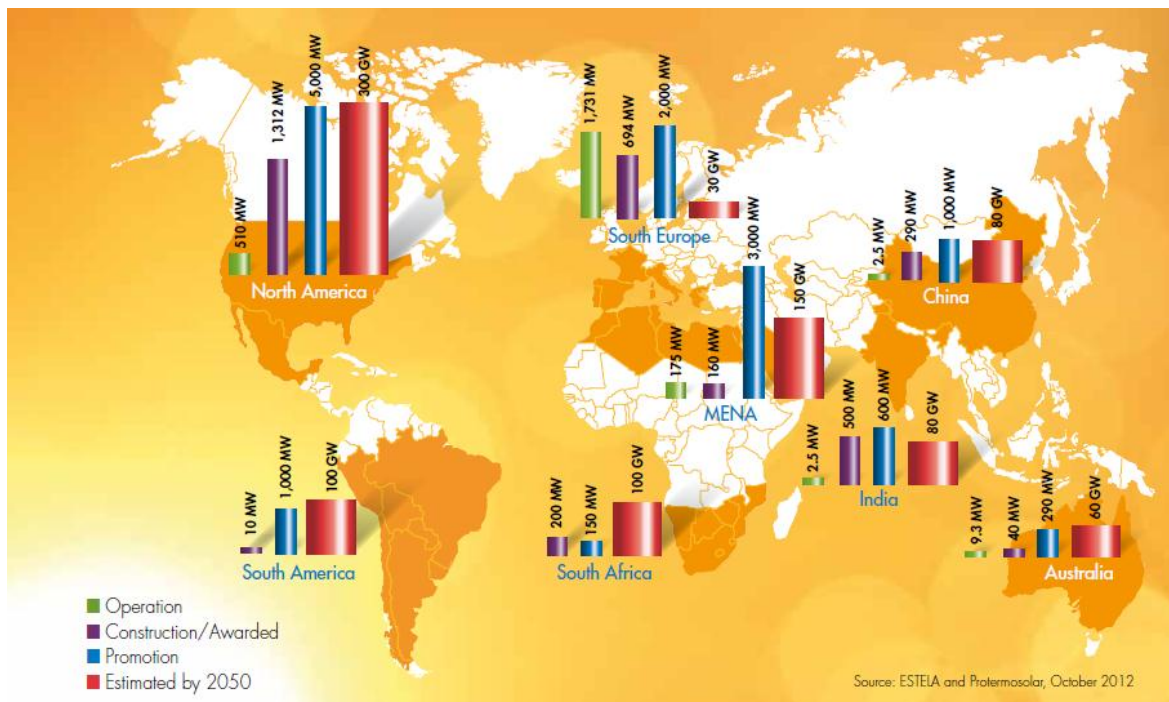 510 MW
1,312 MW
5,000 MW
300 GW
North America
1,731 MW
694 MW
2,000 MW
30 GW
South Europe
2.5 MW
290 MW
1,000 MW
80 GW
China
175 MW
160 MW
3,000 MW
150 GW
MENA
2.5 MW
500 MW
600 MW
80 GW
India
10 MW
1,000 MW
100 GW
South America
200 MW
150 MW
100 GW
South Africa
9.3 MW
40 MW
290 MW
60 GW
Australia
Operation
Construction/Awarded
Promotion
Estimated by 2050
Source: ESTELA and Protermosolar, October 2012